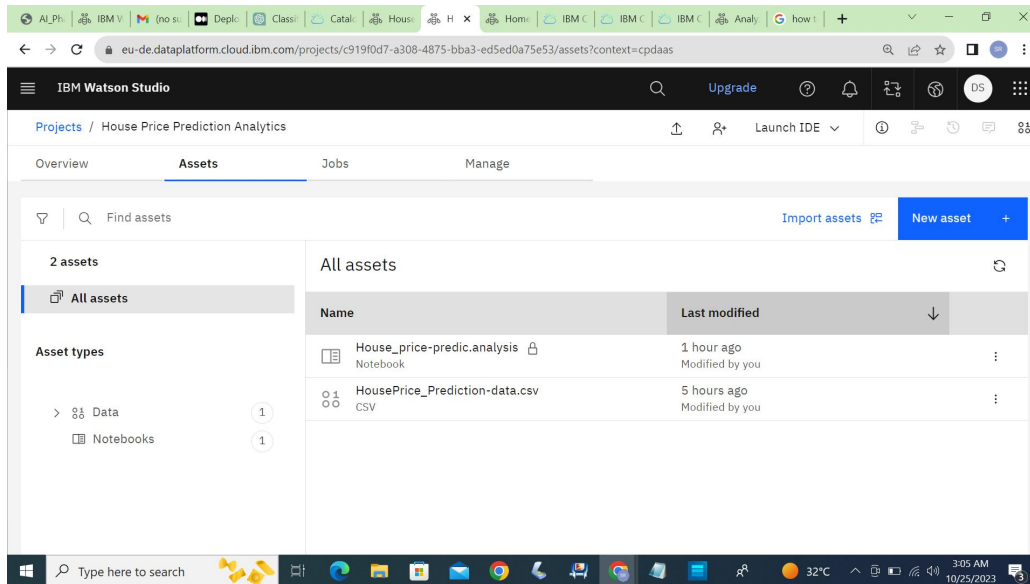 AI_Ph
IBM W
(no su
Deplo
Classi
Catalo
House
H
Home
IBM C
IBM C
IBM C
Analy
how t
eu-de.dataplatform.cloud.ibm.com/projects/c919f0d7-a308-4875-bba3-ed5ed0a75e53/assets?context=cpdaas
SR
IBM Watson Studio
Upgrade
DS
Projects / House Price Prediction Analytics
Launch IDE
Overview
Assets
Jobs
Manage
Find assets
Import assets
New asset +
2 assets
All assets
All assets
Name
Last modified
Asset types
House_price-predic.analysis
1 hour ago
Notebook
Modified by you
HousePrice_Prediction-data.csv
5 hours ago
CSV
Modified by you
Data
1
Notebooks
1
Type here to search
32°C
3:05 AM
10/25/2023